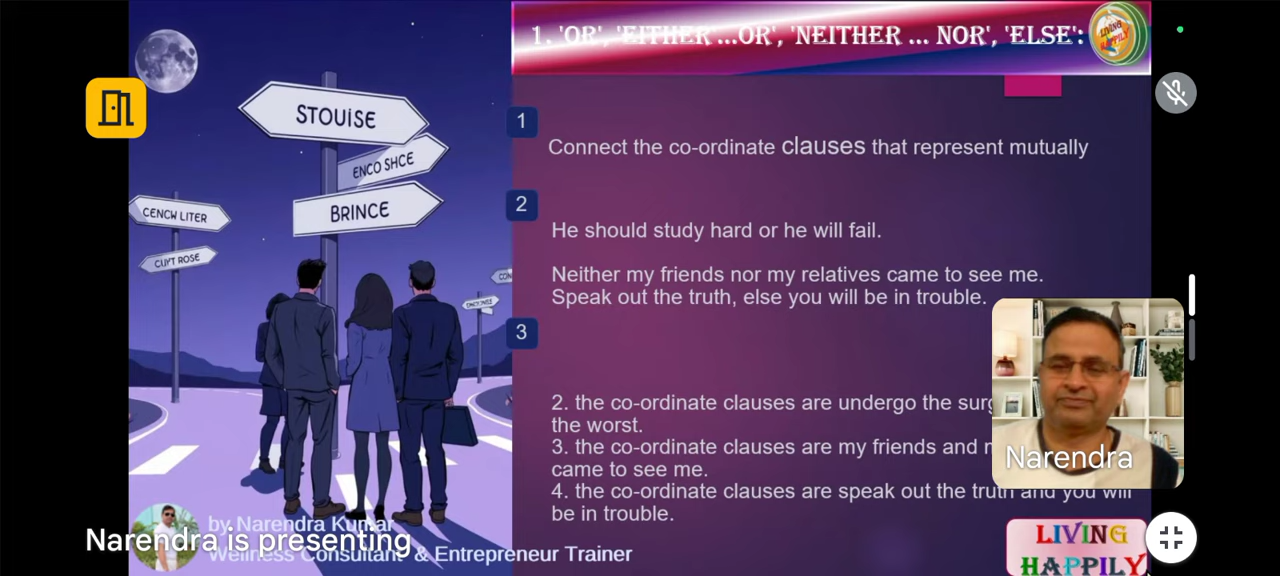 1. 'OR', 'EITHER ...OR', 'NEITHER ... NOR', 'ELSE':
LIVING
HAPPILY
STOUISE
ENCO SHCE
BRINCE
CENCW LITER
CUYT ROSE
1
Connect the co-ordinate clauses that represent mutually
2
He should study hard or he will fail.
Neither my friends nor my relatives came to see me.
Speak out the truth, else you will be in trouble.
3
2. the co-ordinate clauses are undergo the
the worst.
3. the co-ordinate clauses are my friends and
came to see me.
4. the co-ordinate clauses are speak out the truth and you will
be in trouble.
Narendra
by Narendra Kumar
Narendra is presenting
Wellness Consultant & Entrepreneur Trainer
LIVING
HAPPILY